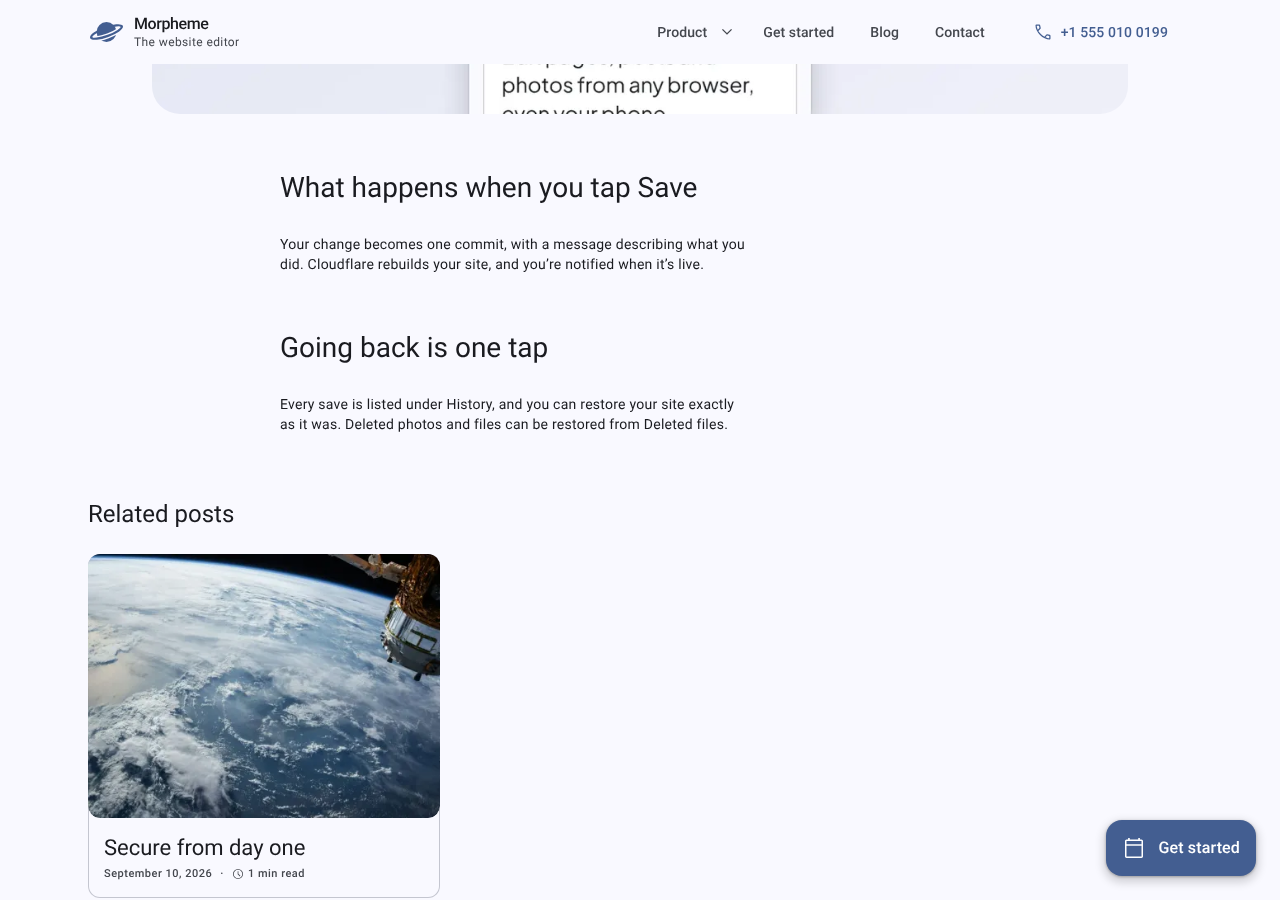 Morpheme
The website editor
Product
Get started
Blog
Contact
+1 555 010 0199
photos from any browser,
even your phone.
What happens when you tap Save
Your change becomes one commit, with a message describing what you
did. Cloudflare rebuilds your site, and you’re notified when it’s live.
Going back is one tap
Every save is listed under History, and you can restore your site exactly
as it was. Deleted photos and files can be restored from Deleted files.
Related posts
Secure from day one
September 10, 2026 · 1 min read
Get started